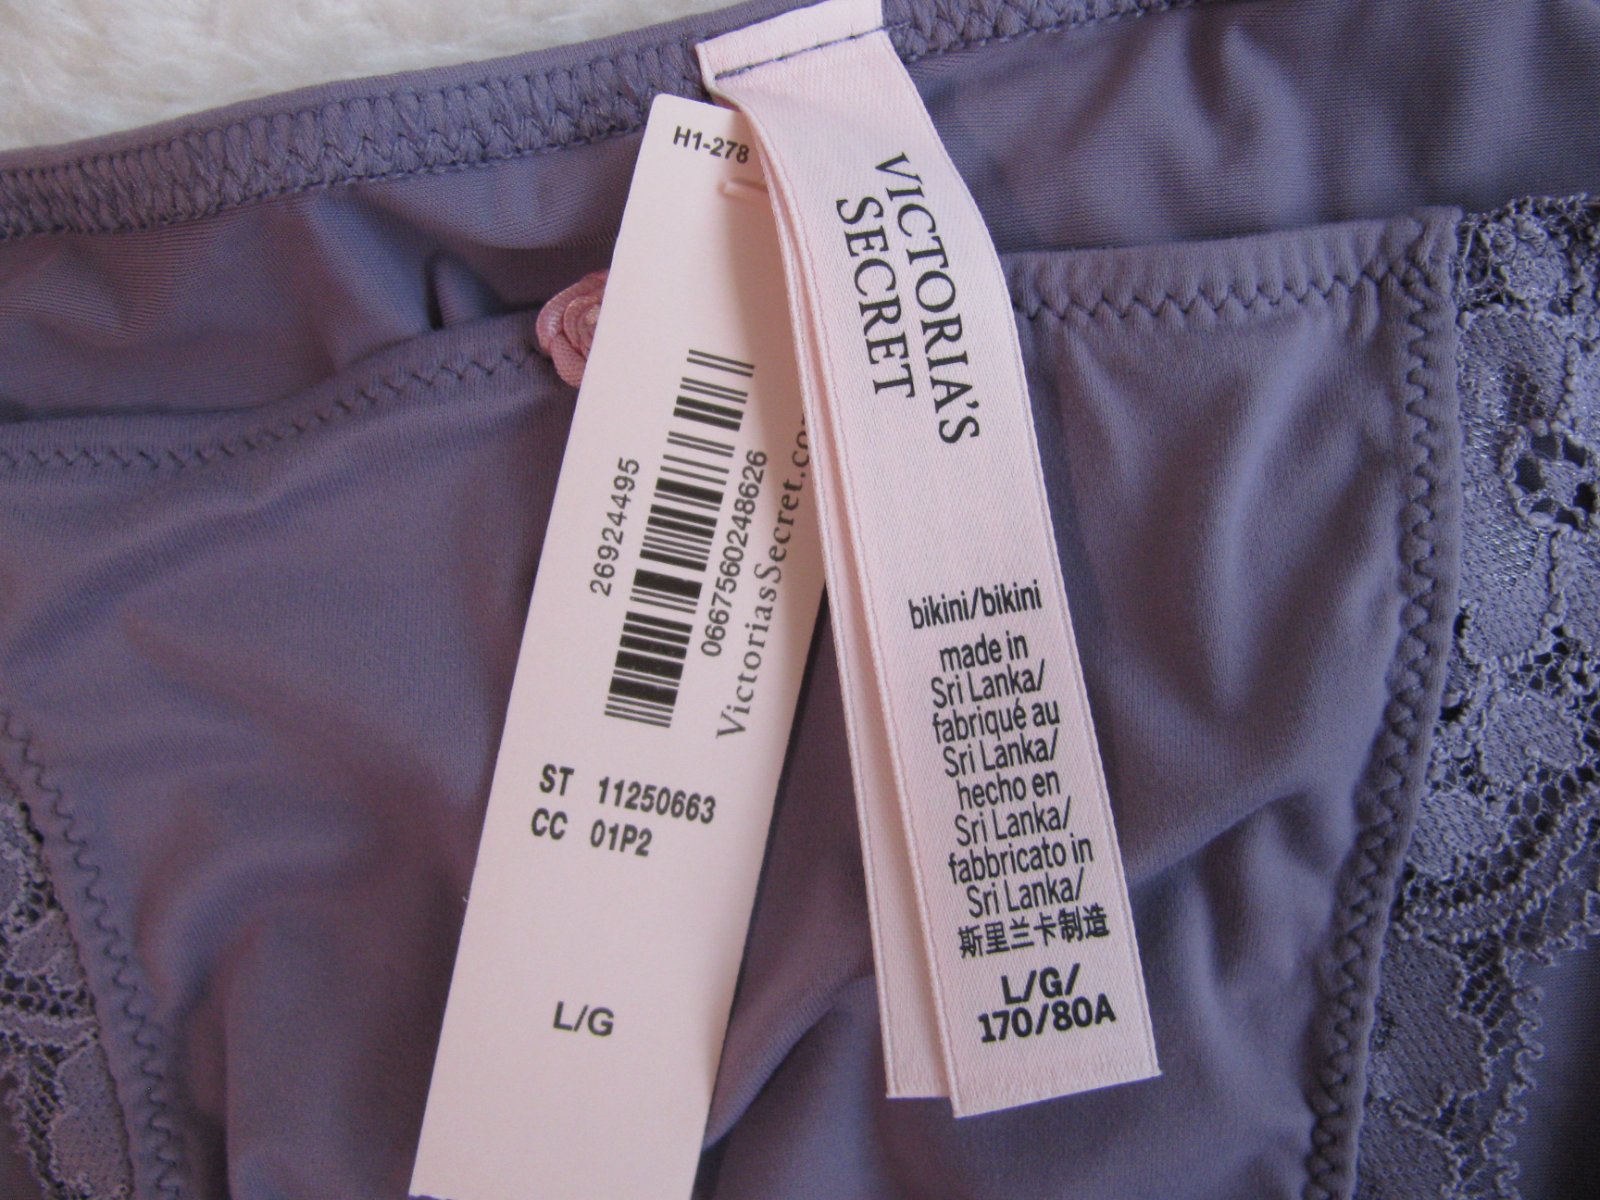 H1-278
26924495
0667560248626
VictoriasSecret.co
ST 11250663
CC 01P2
L/G
VICTORIA'S
SECRET
bikini/bikini
made in
Sri Lanka/
fabriqué au
Sri Lanka/
hecho en
Sri Lanka/
fabbricato in
Sri Lanka/
斯里兰卡制造
L/G/
170/80A